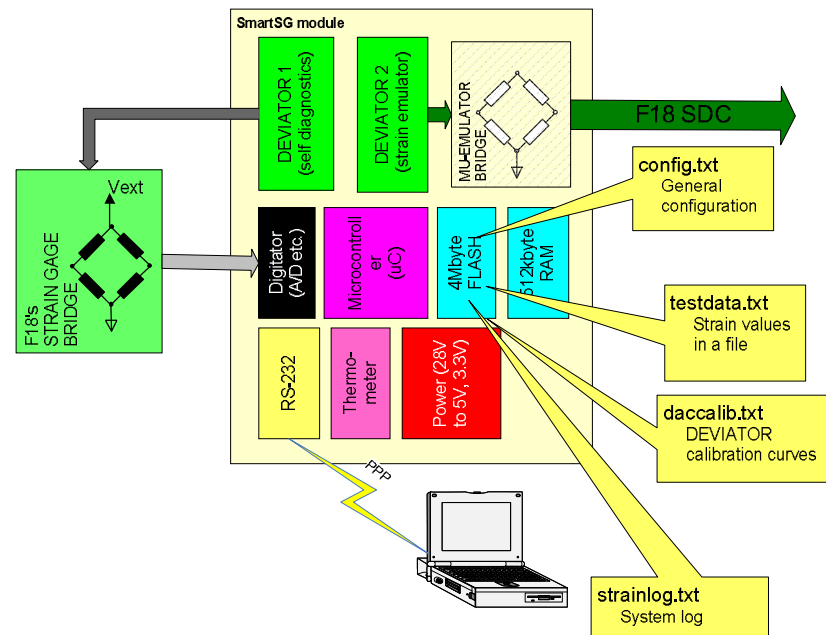 SmartSG module
DEVIATOR 1
(self diagnostics)
DEVIATOR 2
(strain emulator)
MU-EMULATOR
BRIDGE
F18 SDC
config.txt
General
configuration
Vext
F18's
STRAIN GAGE
BRIDGE
Digitator
(A/D etc.)
Microcontroll
er
(uC)
4Mbyte
FLASH
512kbyte
RAM
testdata.txt
Strain values
in a file
RS-232
Thermo-
meter
Power (28V
to 5V, 3.3V)
daccalib.txt
DEVIATOR
calibration curves
PPP
strainlog.txt
System log